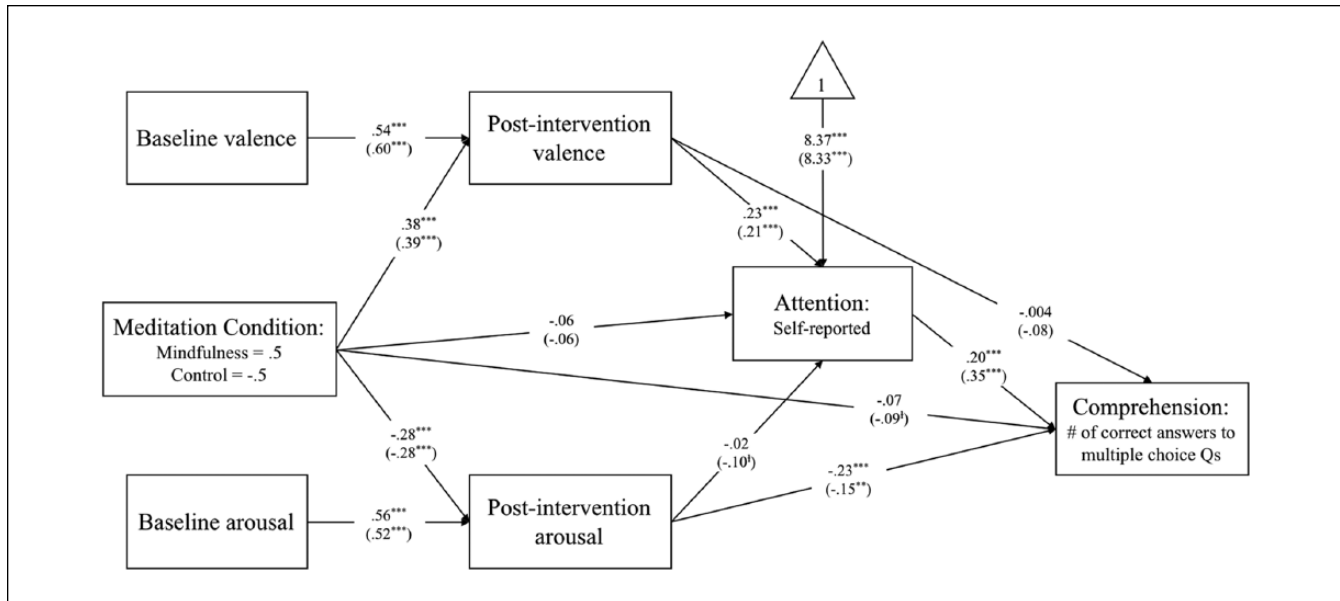 1
Baseline valence
.54***
(.60***)
Post-intervention
valence
8.37***
(8.33***)
.38***
(.39***)
.23***
(.21***)
Meditation Condition:
Mindfulness = .5
Control = -.5
-.06
(-.06)
Attention:
Self-reported
-.004
(-.08)
.20***
(.35***)
-.07
(-.09ƚ)
Comprehension:
# of correct answers to
multiple choice Qs
-.28***
(-.28***)
-.02
(-.10ƚ)
-.23***
(-.15**)
Baseline arousal
.56***
(.52***)
Post-intervention
arousal